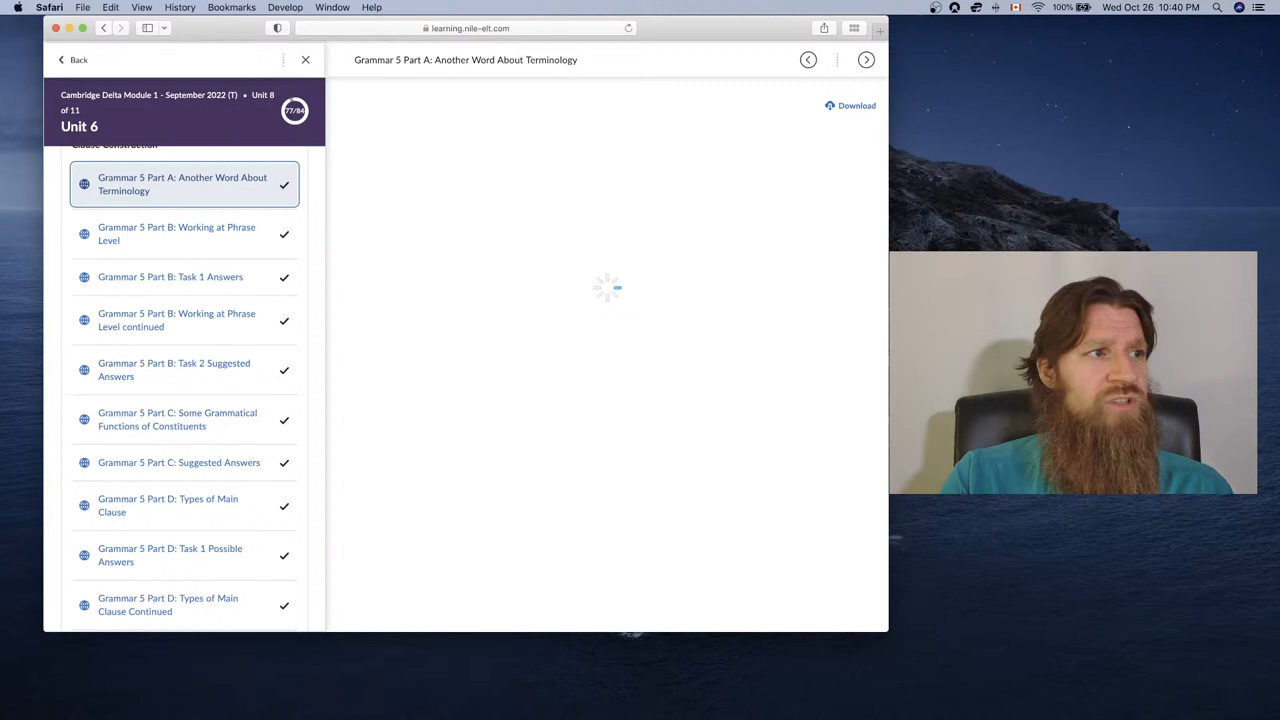 Safari File Edit View History Bookmarks Develop Window Help
100% Wed Oct 26 10:40 PM
learning.nile-elt.com
Back
Grammar 5 Part A: Another Word About Terminology
Cambridge Delta Module 1 - September 2022 (T) • Unit 8
of 11
77/84
Unit 6
Clause Construction
Download
Grammar 5 Part A: Another Word About
Terminology
Grammar 5 Part B: Working at Phrase
Level
Grammar 5 Part B: Task 1 Answers
Grammar 5 Part B: Working at Phrase
Level continued
Grammar 5 Part B: Task 2 Suggested
Answers
Grammar 5 Part C: Some Grammatical
Functions of Constituents
Grammar 5 Part C: Suggested Answers
Grammar 5 Part D: Types of Main
Clause
Grammar 5 Part D: Task 1 Possible
Answers
Grammar 5 Part D: Types of Main
Clause Continued